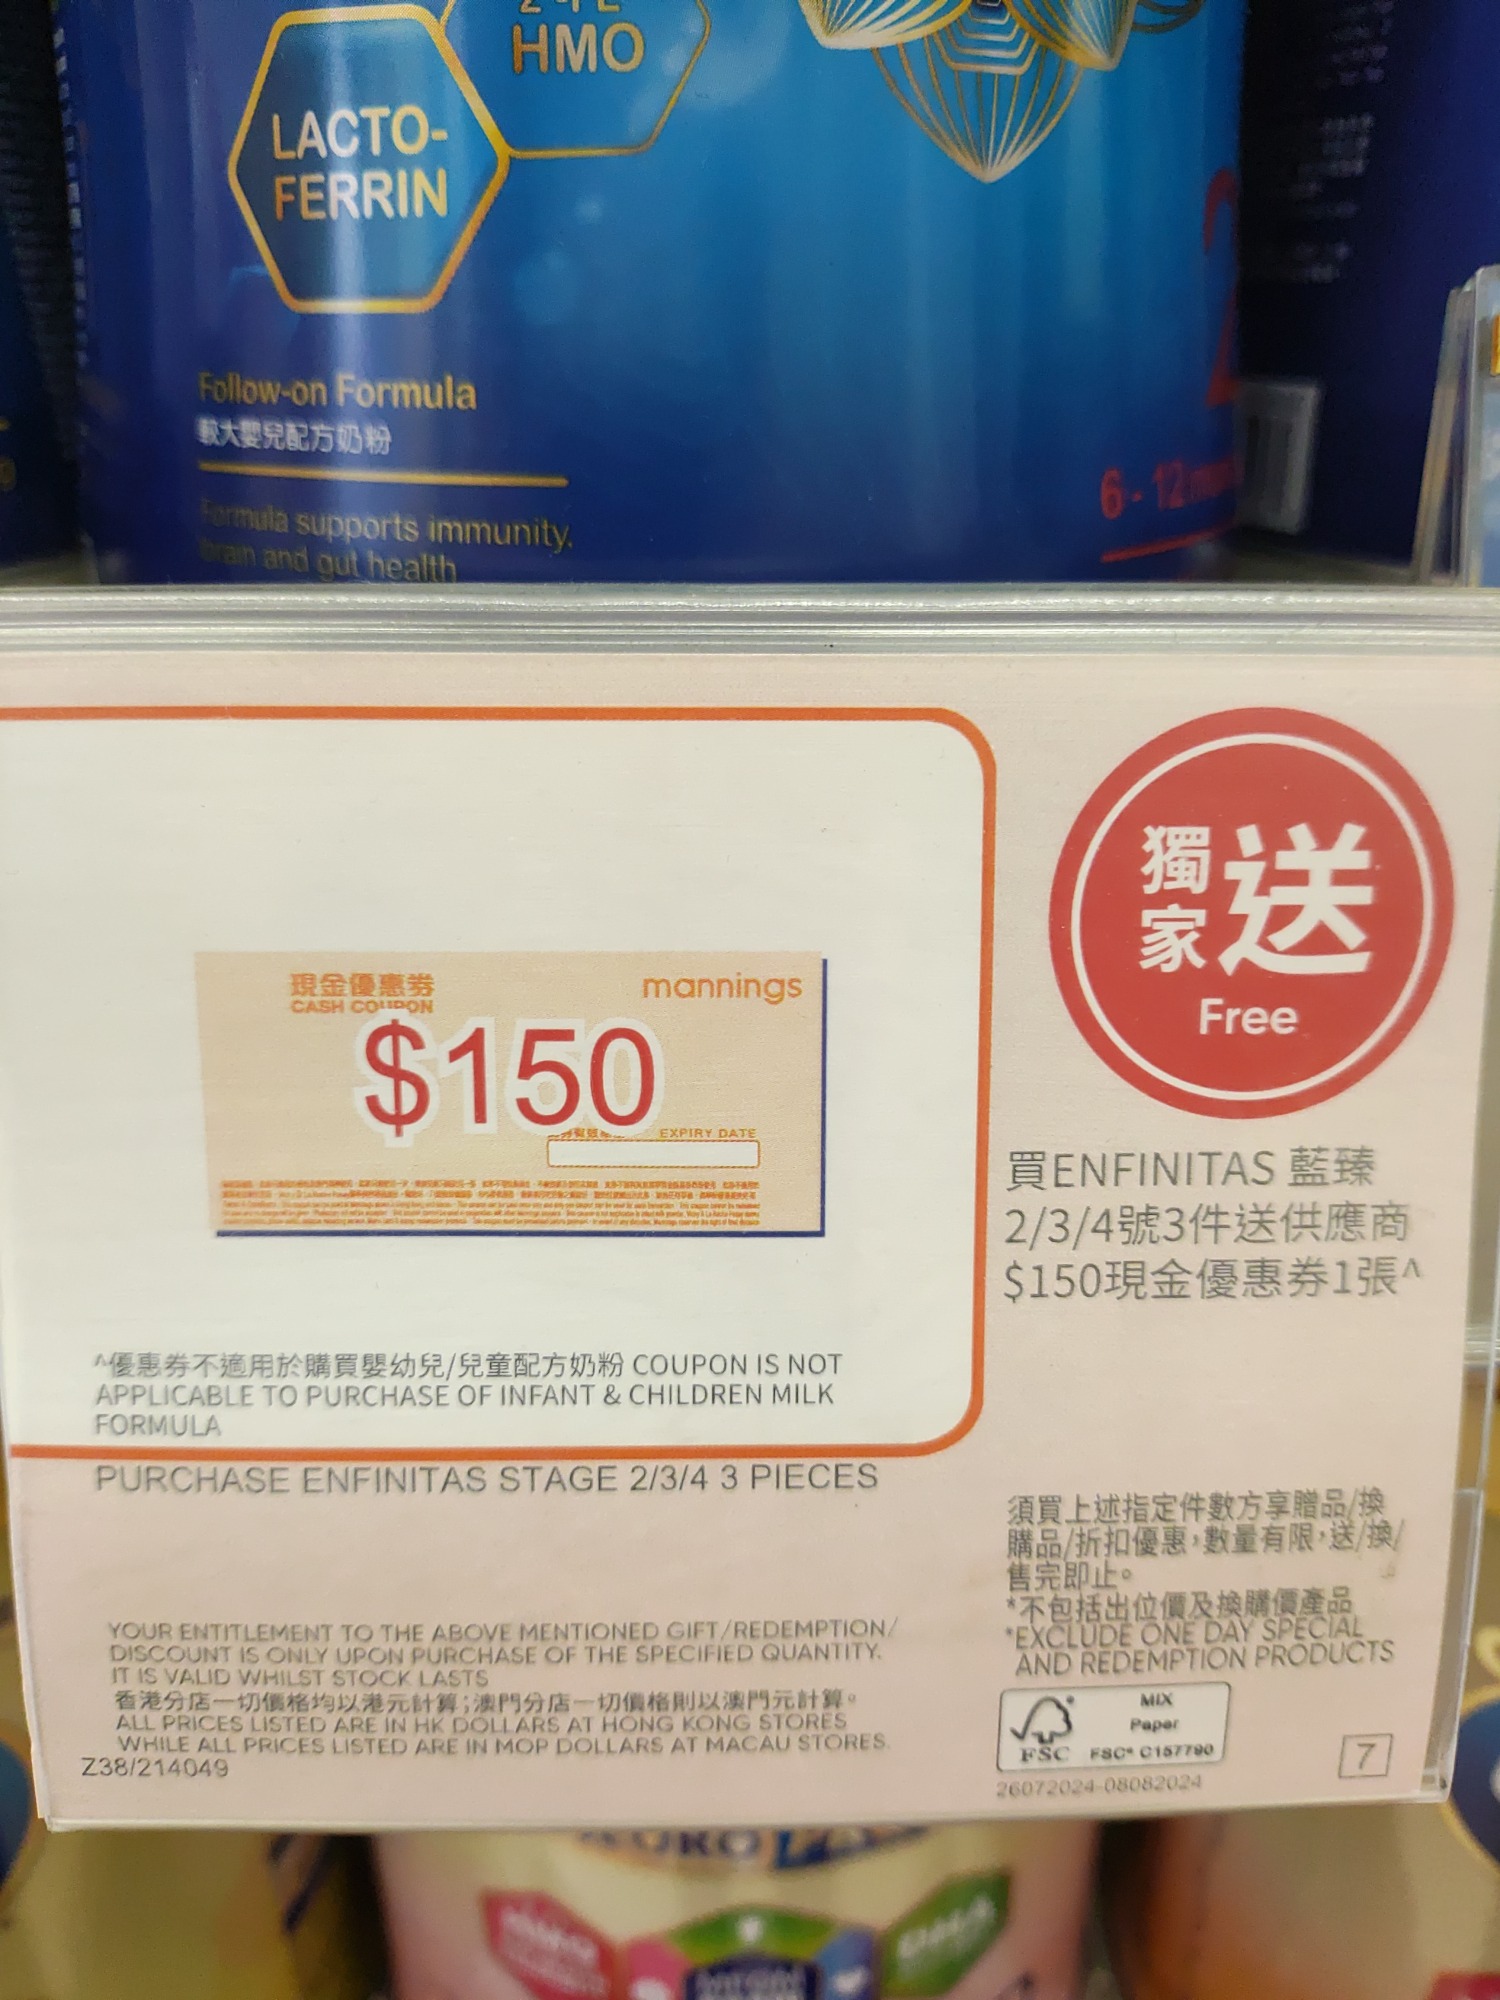 HMO
LACTO-
FERRIN
Follow-on Formula
較大嬰兒配方奶粉
Formula supports immunity,
brain and gut health
2
6 - 12
獨家
送
Free
現金優惠券
CASH COUPON
mannings
$150
EXPIRY DATE
買ENFINITAS 藍臻
2/3/4號3件送供應商
$150現金優惠券1張^
^優惠券不適用於購買嬰幼兒/兒童配方奶粉 COUPON IS NOT
APPLICABLE TO PURCHASE OF INFANT & CHILDREN MILK
FORMULA
PURCHASE ENFINITAS STAGE 2/3/4 3 PIECES
須買上述指定件數方享贈品/換
購品/折扣優惠，數量有限，送/換/
售完即止。
*不包括出位價及換購價產品
*EXCLUDE ONE DAY SPECIAL
AND REDEMPTION PRODUCTS
YOUR ENTITLEMENT TO THE ABOVE MENTIONED GIFT/REDEMPTION/
DISCOUNT IS ONLY UPON PURCHASE OF THE SPECIFIED QUANTITY.
IT IS VALID WHILST STOCK LASTS
香港分店一切價格均以港元計算；澳門分店一切價格則以澳門元計算。
ALL PRICES LISTED ARE IN HK DOLLARS AT HONG KONG STORES
WHILE ALL PRICES LISTED ARE IN MOP DOLLARS AT MACAU STORES.
Z38/214049
FSC
MIX
Paper
FSC® C157790
26072024-08082024
7